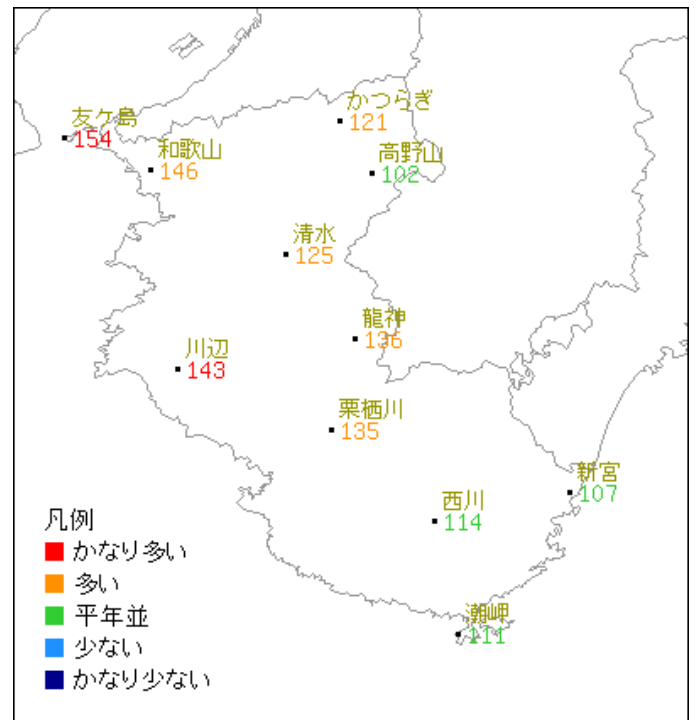 かつらぎ
121
友ケ島
154
和歌山
146
高野山
102
清水
125
龍神
136
川辺
143
栗栖川
135
新宮
107
西川
114
潮岬
111
凡例
かなり多い
多い
平年並
少ない
かなり少ない